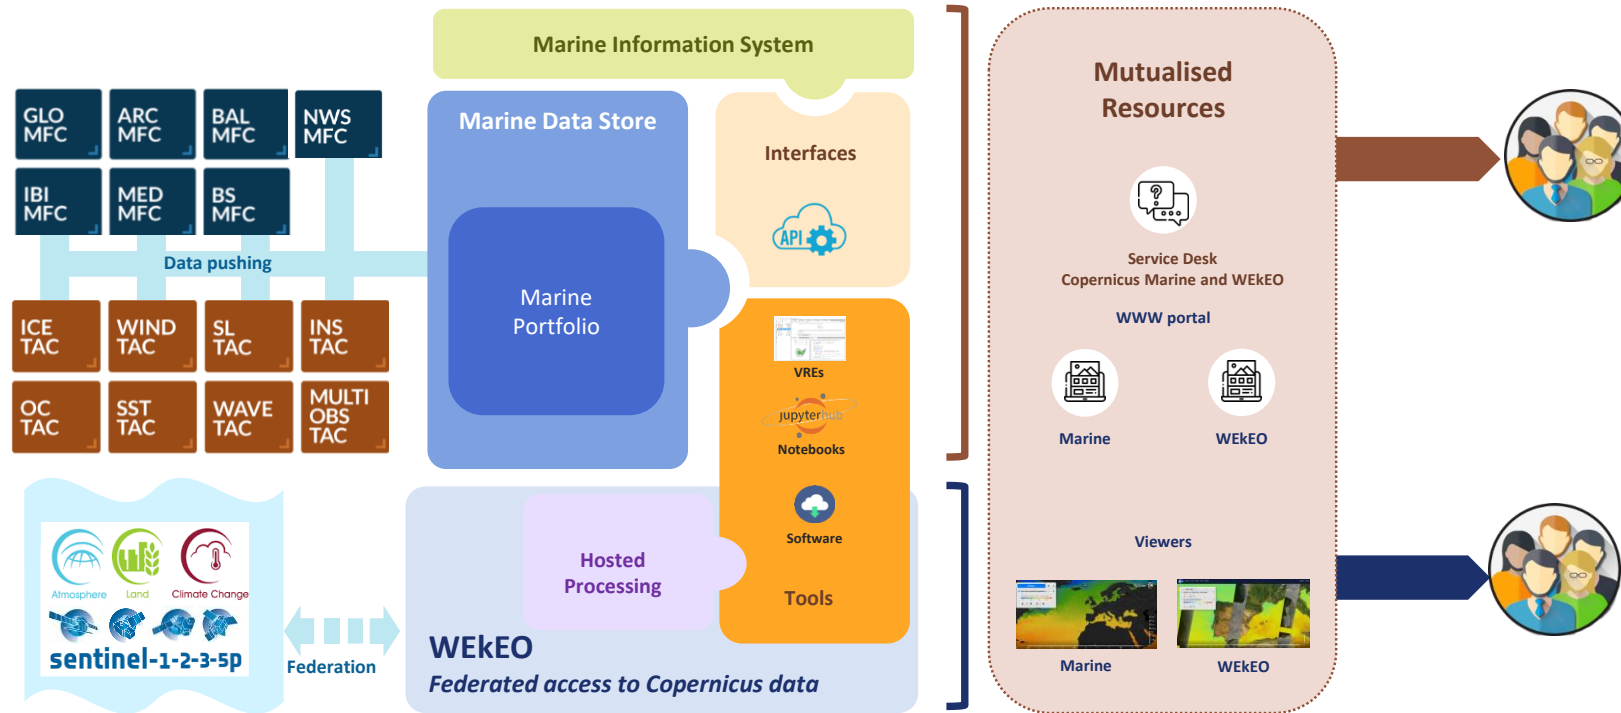 Marine Information System
GLO
MFC
ARC
MFC
BAL
MFC
NWS
MFC
IBI
MFC
MED
MFC
BS
MFC
Data pushing
ICE
TAC
WIND
TAC
SL
TAC
INS
TAC
OC
TAC
SST
TAC
WAVE
TAC
MULTI
OBS
TAC
Marine Data Store
Marine
Portfolio
Interfaces
API
VREs
jupyterhub
Notebooks
Software
Tools
Hosted
Processing
WEkEO
Federated access to Copernicus data
Atmosphere
Land
Climate Change
sentinel-1-2-3-5p
Federation
Mutualised
Resources
Service Desk
Copernicus Marine and WEkEO
WWW portal
Marine
WEkEO
Viewers
Marine
WEkEO